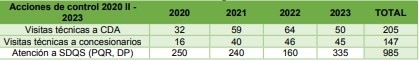 Acciones de control 2020 II - 2023 2020 2021 2022 2023 TOTAL
Visitas técnicas a CDA 32 59 64 50 205
Visitas técnicas a concesionarios 16 40 46 45 147
Atención a SDQS (PQR, DP) 250 240 160 335 985